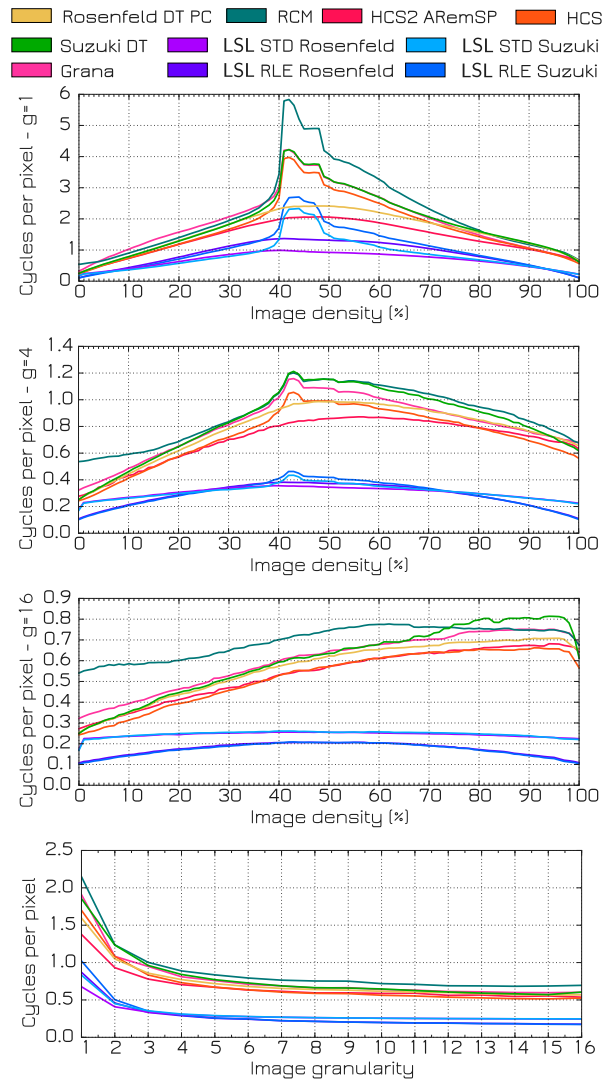 Rosenfeld DT PC RCM HCS2 ARemSP HCS
Suzuki DT LSL STD Rosenfeld LSL STD Suzuki
Grana LSL RLE Rosenfeld LSL RLE Suzuki
Cycles per pixel - g=1
6
5
4
3
2
1
0
0 10 20 30 40 50 60 70 80 90 100
Image density (%)
Cycles per pixel - g=4
1.4
1.2
1.0
0.8
0.6
0.4
0.2
0.0
0 10 20 30 40 50 60 70 80 90 100
Image density (%)
Cycles per pixel - g=16
0.9
0.8
0.7
0.6
0.5
0.4
0.3
0.2
0.1
0.0
0 10 20 30 40 50 60 70 80 90 100
Image density (%)
Cycles per pixel
2.5
2.0
1.5
1.0
0.5
0.0
1 2 3 4 5 6 7 8 9 10 11 12 13 14 15 16
Image granularity